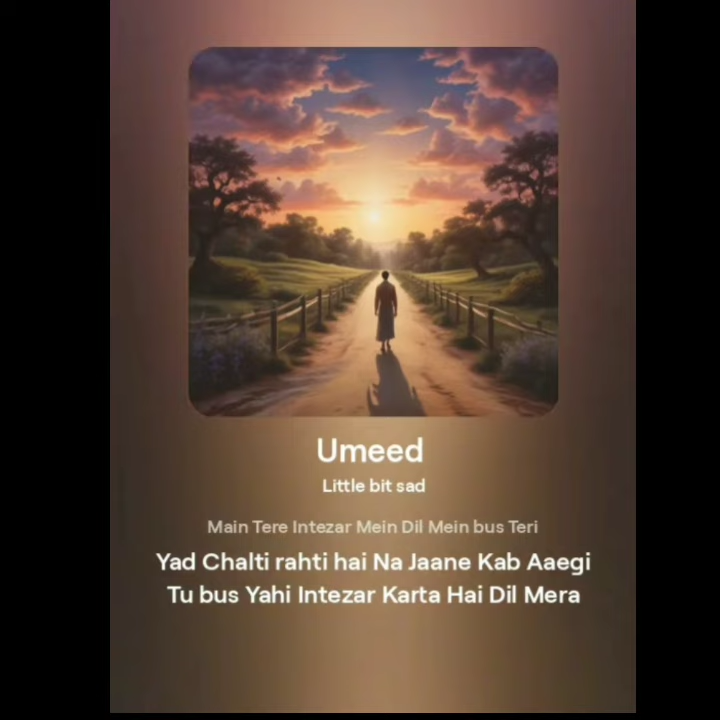 Umeed
Little bit sad
Main Tere Intezar Mein Dil Mein bus Teri
Yad Chalti rahti hai Na Jaane Kab Aaegi
Tu bus Yahi Intezar Karta Hai Dil Mera